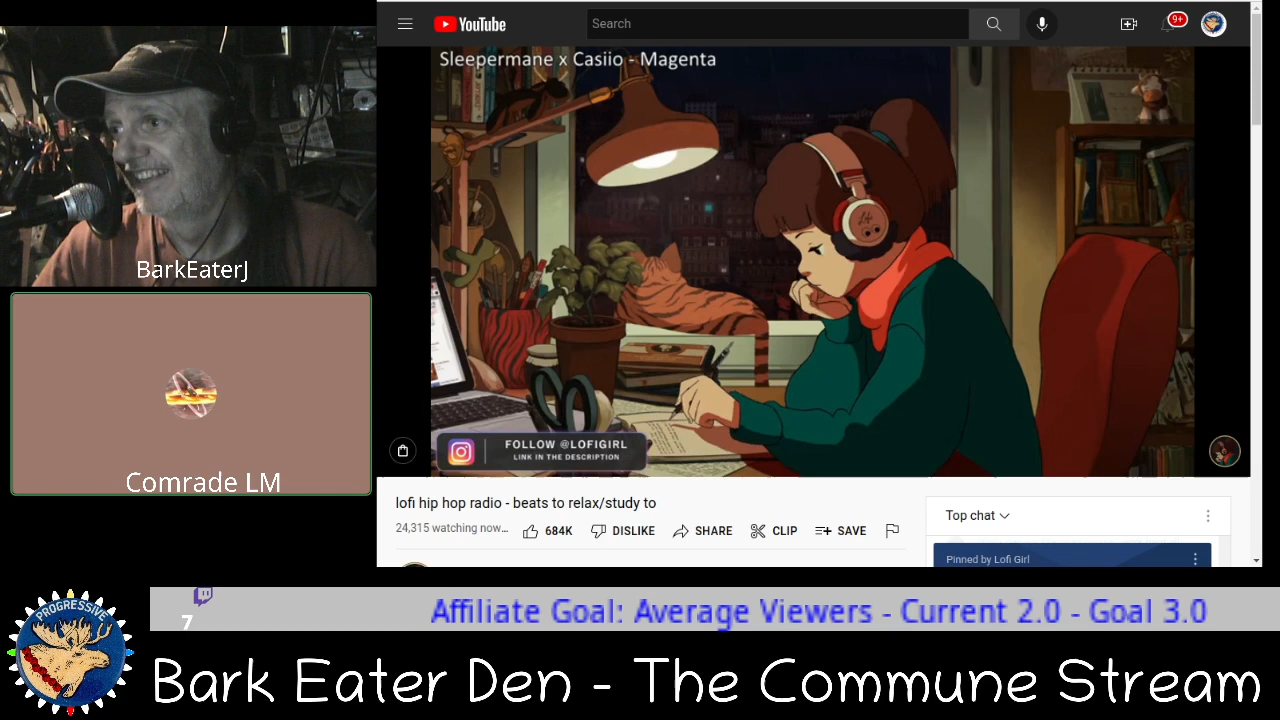 BarkEaterJ
Comrade LM
YouTube
Search
9+
Sleepermane x Casiio - Magenta
FOLLOW @LOFIGIRL
LINK IN THE DESCRIPTION
lofi hip hop radio - beats to relax/study to
24,315 watching now...
684K
DISLIKE
SHARE
CLIP
SAVE
Top chat
Pinned by Lofi Girl
7
Affiliate Goal: Average Viewers - Current 2.0 - Goal 3.0
PROGRESSIVE
Bark Eater Den - The Commune Stream